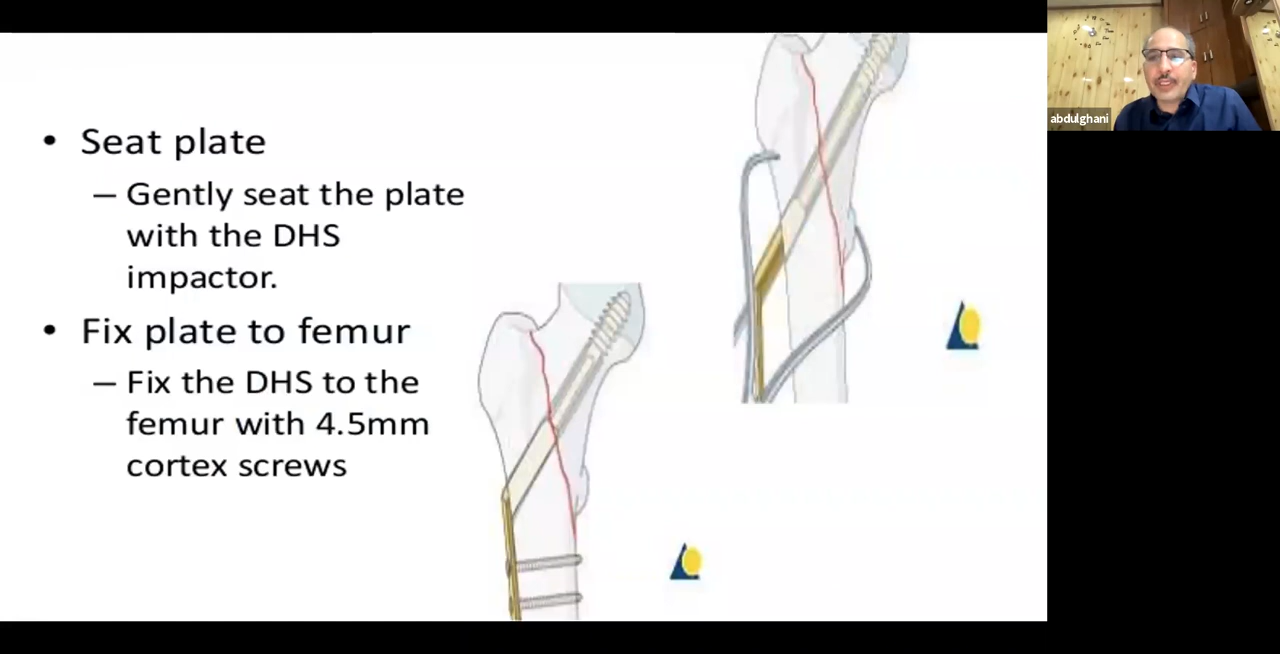 • Seat plate
– Gently seat the plate
with the DHS
impactor.
• Fix plate to femur
– Fix the DHS to the
femur with 4.5mm
cortex screws
abdulghani